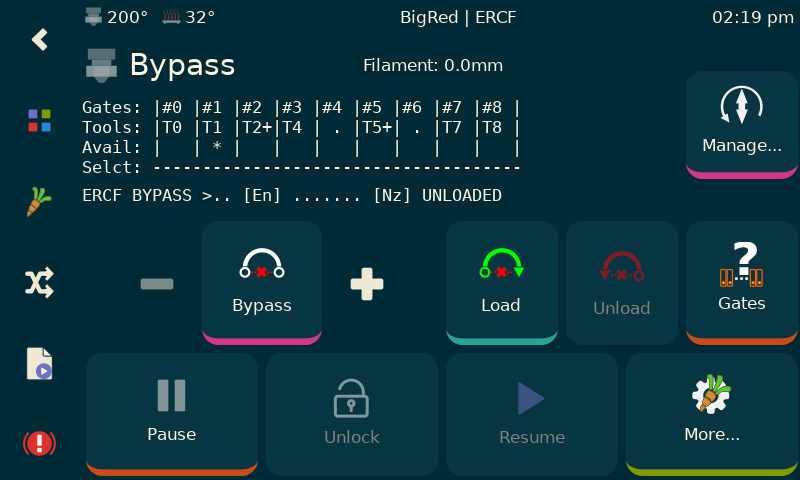 200° 32° BigRed | ERCF 02:19 pm
Bypass Filament: 0.0mm
Gates: |#0 |#1 |#2 |#3 |#4 |#5 |#6 |#7 |#8 |
Tools: |T0 |T1 |T2+|T4 | . |T5+| . |T7 |T8 |
Avail: |   | * |   |   |   |   |   |   |   |
Selct: -------------------------------------
ERCF BYPASS >.. [En] ....... [Nz] UNLOADED
Manage...
Bypass Load Unload Gates
Pause Unlock Resume More...